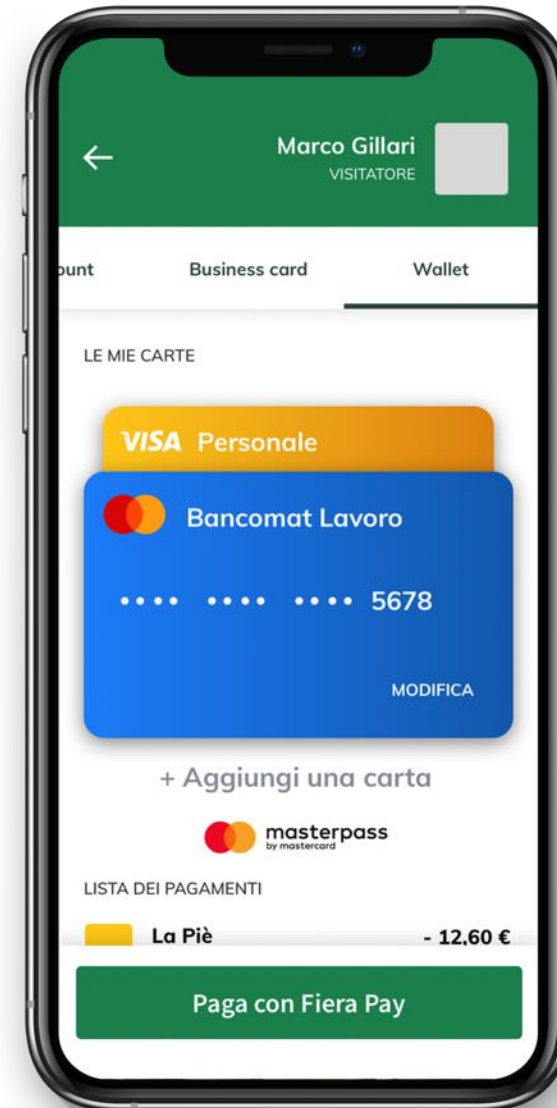 Marco Gillari
VISITATORE
ount Business card Wallet
LE MIE CARTE
VISA Personale
Bancomat Lavoro
•••• •••• •••• 5678
MODIFICA
+ Aggiungi una carta
masterpass
by mastercard
LISTA DEI PAGAMENTI
La Piè - 12,60 €
Paga con Fiera Pay